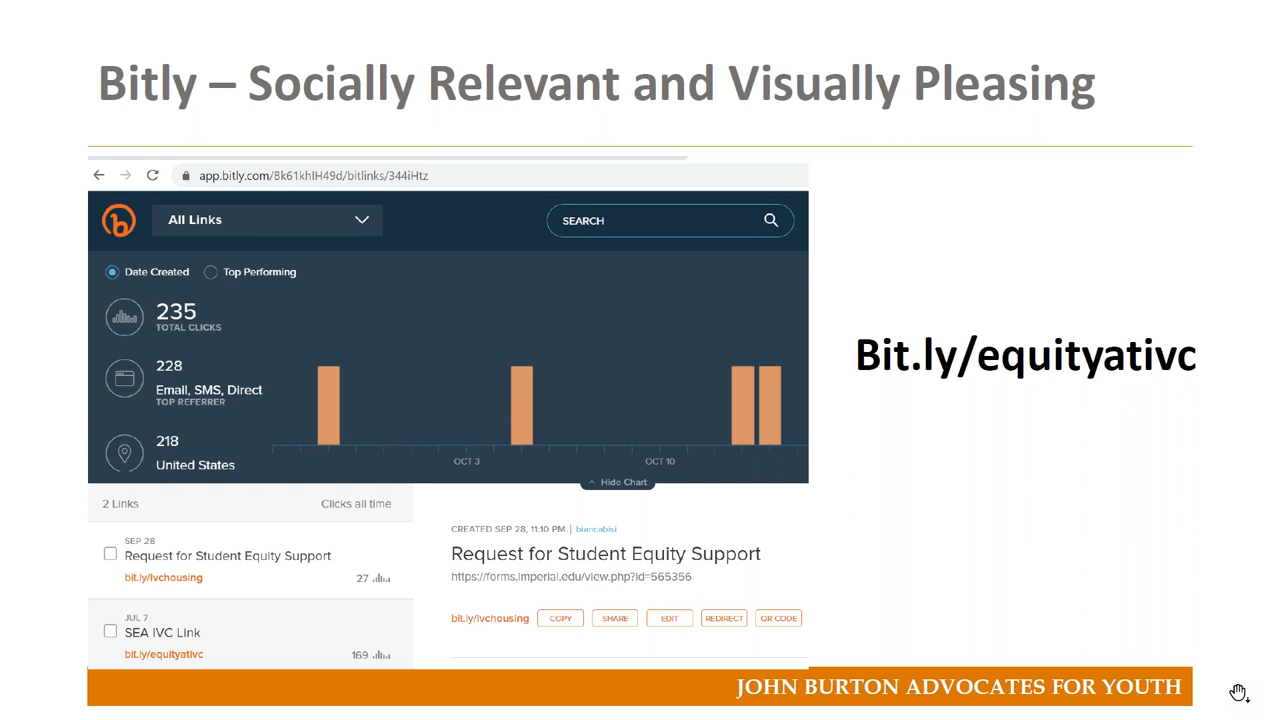 Bitly – Socially Relevant and Visually Pleasing
app.bitly.com/Bk61khIH49d/bitlinks/344iHtz
All Links
SEARCH
Date Created
Top Performing
235
TOTAL CLICKS
228
Email, SMS, Direct
TOP REFERRER
218
United States
OCT 3
OCT 10
Hide Chart
Bit.ly/equityativc
2 Links
Clicks all time
SEP 28
Request for Student Equity Support
bit.ly/ivchousing
27
JUL 7
SEA IVC Link
bit.ly/equityativc
169
CREATED SEP 28, 11:10 PM | biancabisi
Request for Student Equity Support
https://forms.imperial.edu/view.php?id=565356
bit.ly/ivchousing
COPY
SHARE
EDIT
REDIRECT
QR CODE
JOHN BURTON ADVOCATES FOR YOUTH